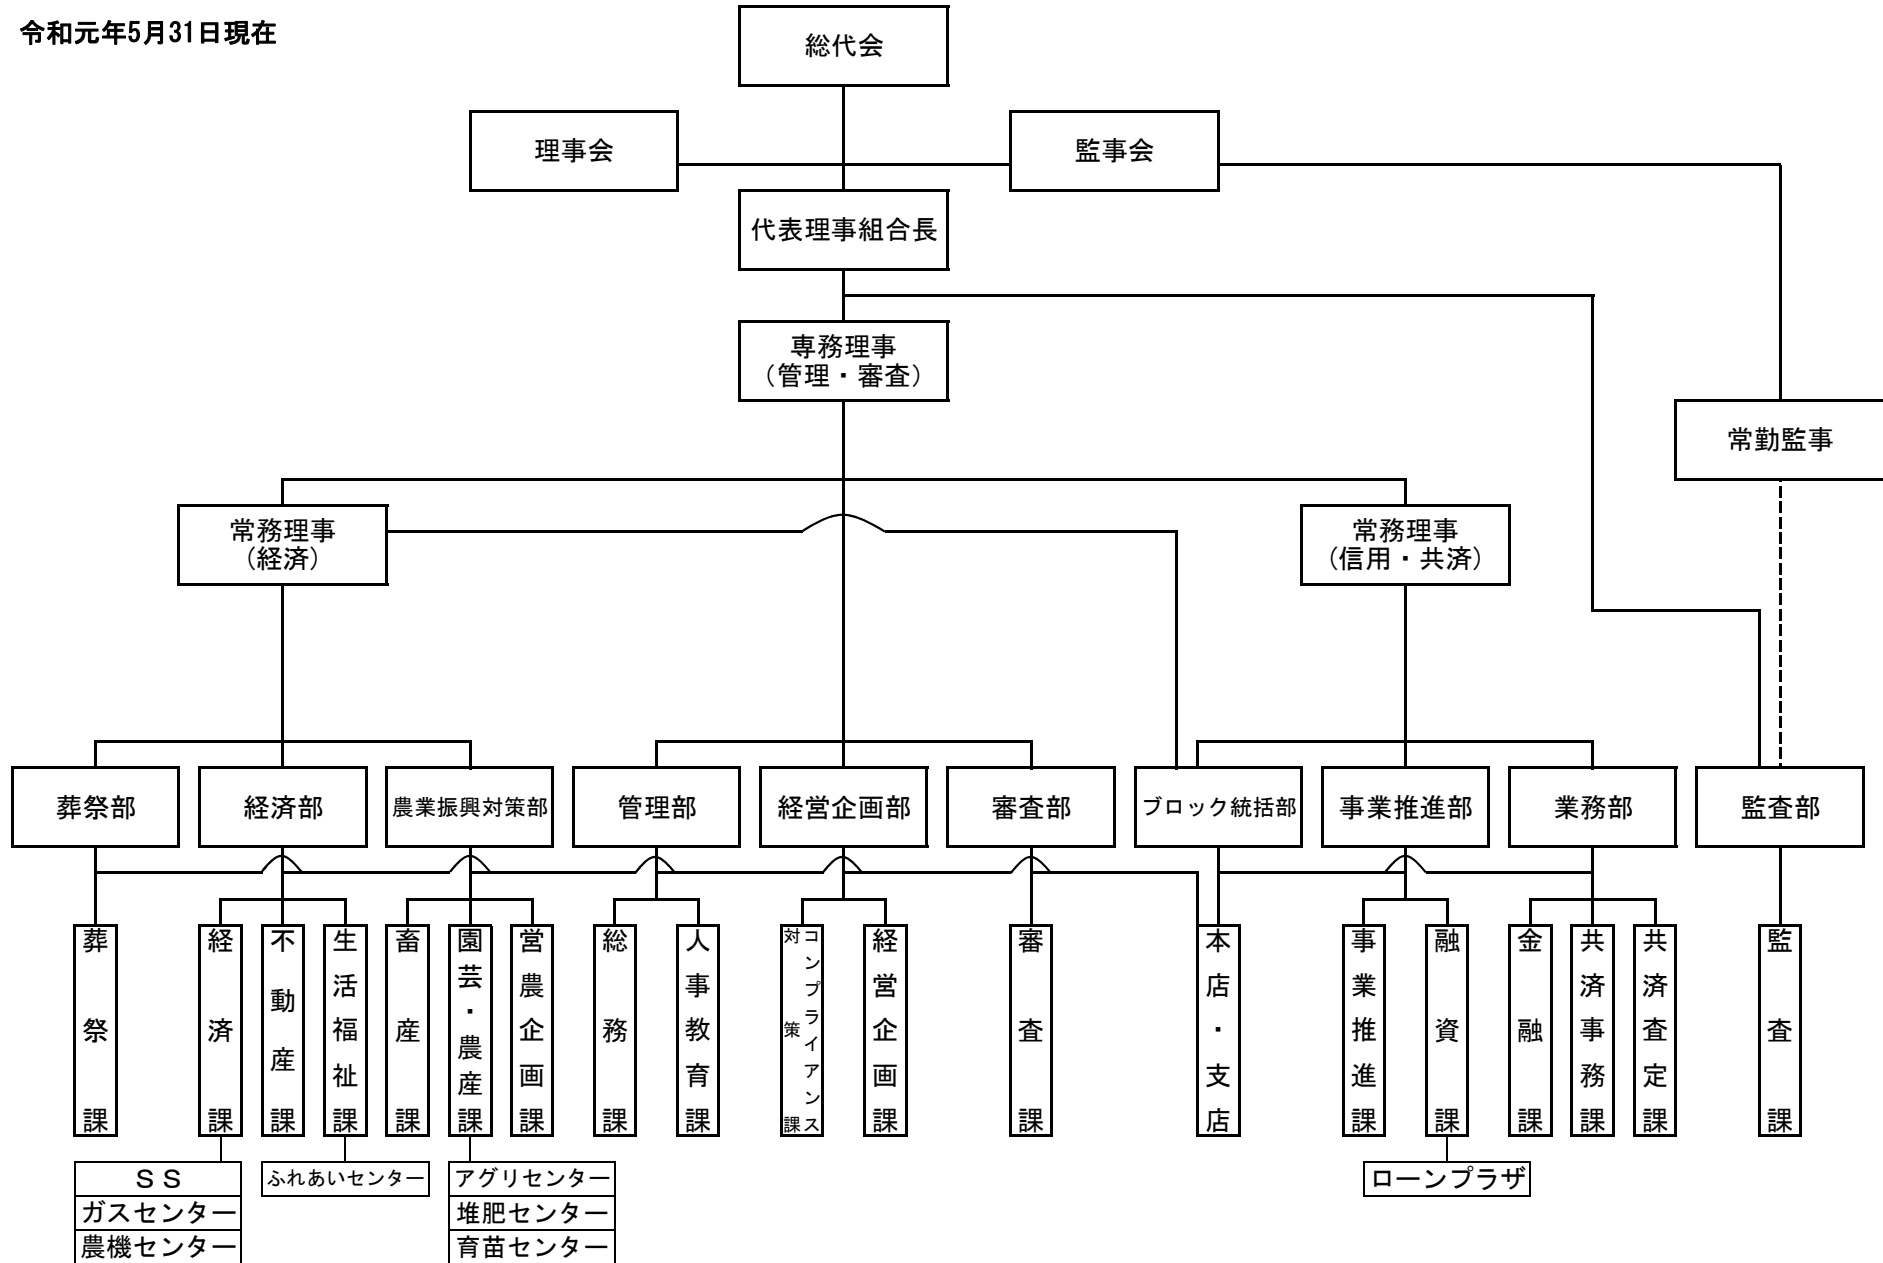 令和元年5月31日現在
総代会
理事会
監事会
代表理事組合長
専務理事
（管理・審査）
常勤監事
常務理事
（経済）
常務理事
（信用・共済）
葬祭部
経済部
農業振興対策部
管理部
経営企画部
審査部
ブロック統括部
事業推進部
業務部
監査部
葬祭課
経済課
不動産課
生活福祉課
畜産課
園芸・農産課
営農企画課
総務課
人事教育課
コンプライアンス
対策課
経営企画課
審査課
本店・支店
事業推進課
融資課
金融課
共済事務課
共済査定課
監査課
ＳＳ
ガスセンター
農機センター
ふれあいセンター
アグリセンター
堆肥センター
育苗センター
ローンプラザ